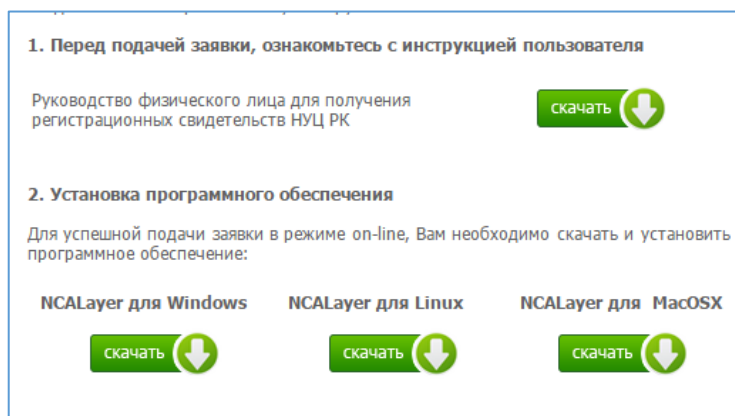 1. Перед подачей заявки, ознакомьтесь с инструкцией пользователя
Руководство физического лица для получения
регистрационных свидетельств НУЦ РК
скачать
2. Установка программного обеспечения
Для успешной подачи заявки в режиме on-line, Вам необходимо скачать и установить
программное обеспечение:
NCALayer для Windows NCALayer для Linux NCALayer для MacOSX
скачать скачать скачать